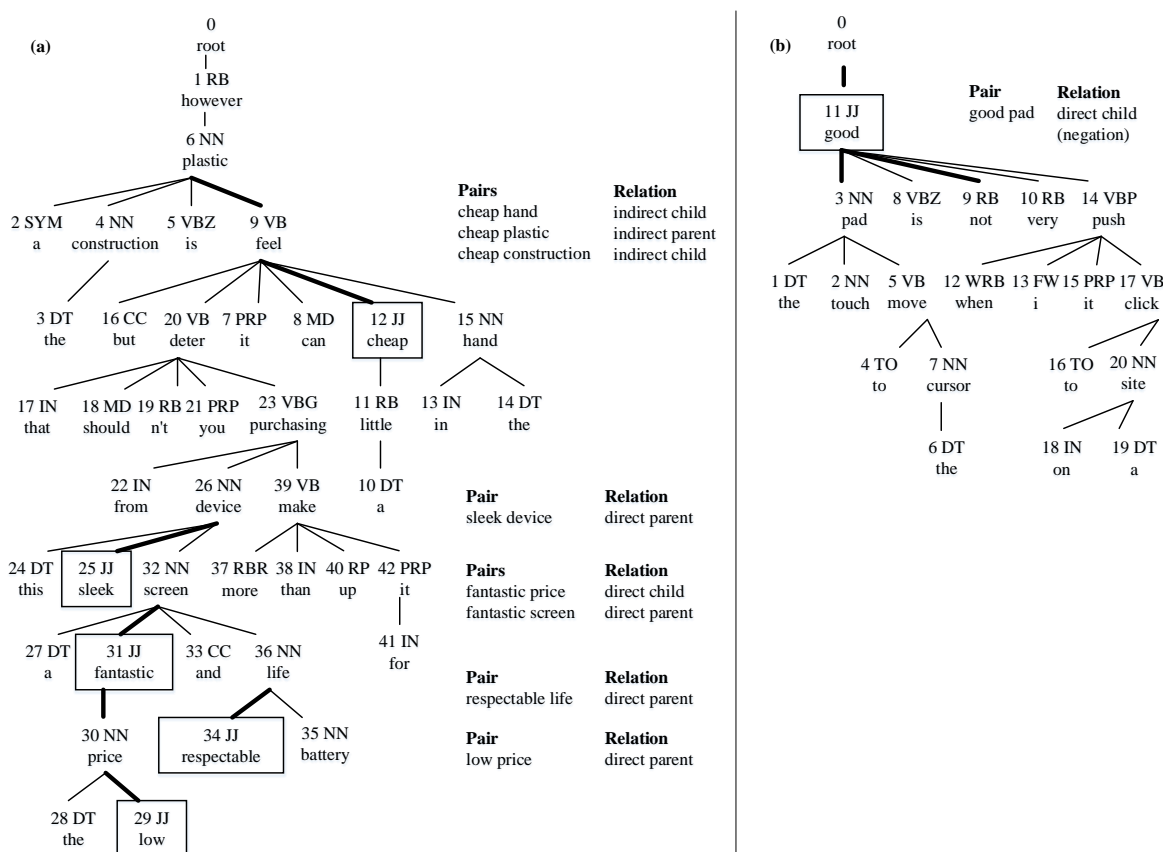 (a)
0
root
1 RB
however
6 NN
plastic
2 SYM 4 NN 5 VBZ 9 VB
a construction is feel
Pairs Relation
cheap hand indirect child
cheap plastic indirect parent
cheap construction indirect child
3 DT 16 CC 20 VB 7 PRP 8 MD 12 JJ 15 NN
the but deter it can cheap hand
17 IN 18 MD 19 RB 21 PRP 23 VBG 11 RB 13 IN 14 DT
that should n't you purchasing little in the
22 IN 26 NN 39 VB 10 DT
from device make a
Pair Relation
sleek device direct parent
24 DT 25 JJ 32 NN 37 RBR 38 IN 40 RP 42 PRP
this sleek screen more than up it
Pairs Relation
fantastic price direct child
fantastic screen direct parent
27 DT 31 JJ 33 CC 36 NN 41 IN
a fantastic and life for
Pair Relation
respectable life direct parent
30 NN 34 JJ 35 NN
price respectable battery
Pair Relation
low price direct parent
28 DT 29 JJ
the low
(b)
0
root
11 JJ
good
Pair Relation
good pad direct child
(negation)
3 NN 8 VBZ 9 RB 10 RB 14 VBP
pad is not very push
1 DT 2 NN 5 VB 12 WRB 13 FW 15 PRP 17 VB
the touch move when i it click
4 TO 7 NN 16 TO 20 NN
to cursor to site
6 DT 18 IN 19 DT
the on a